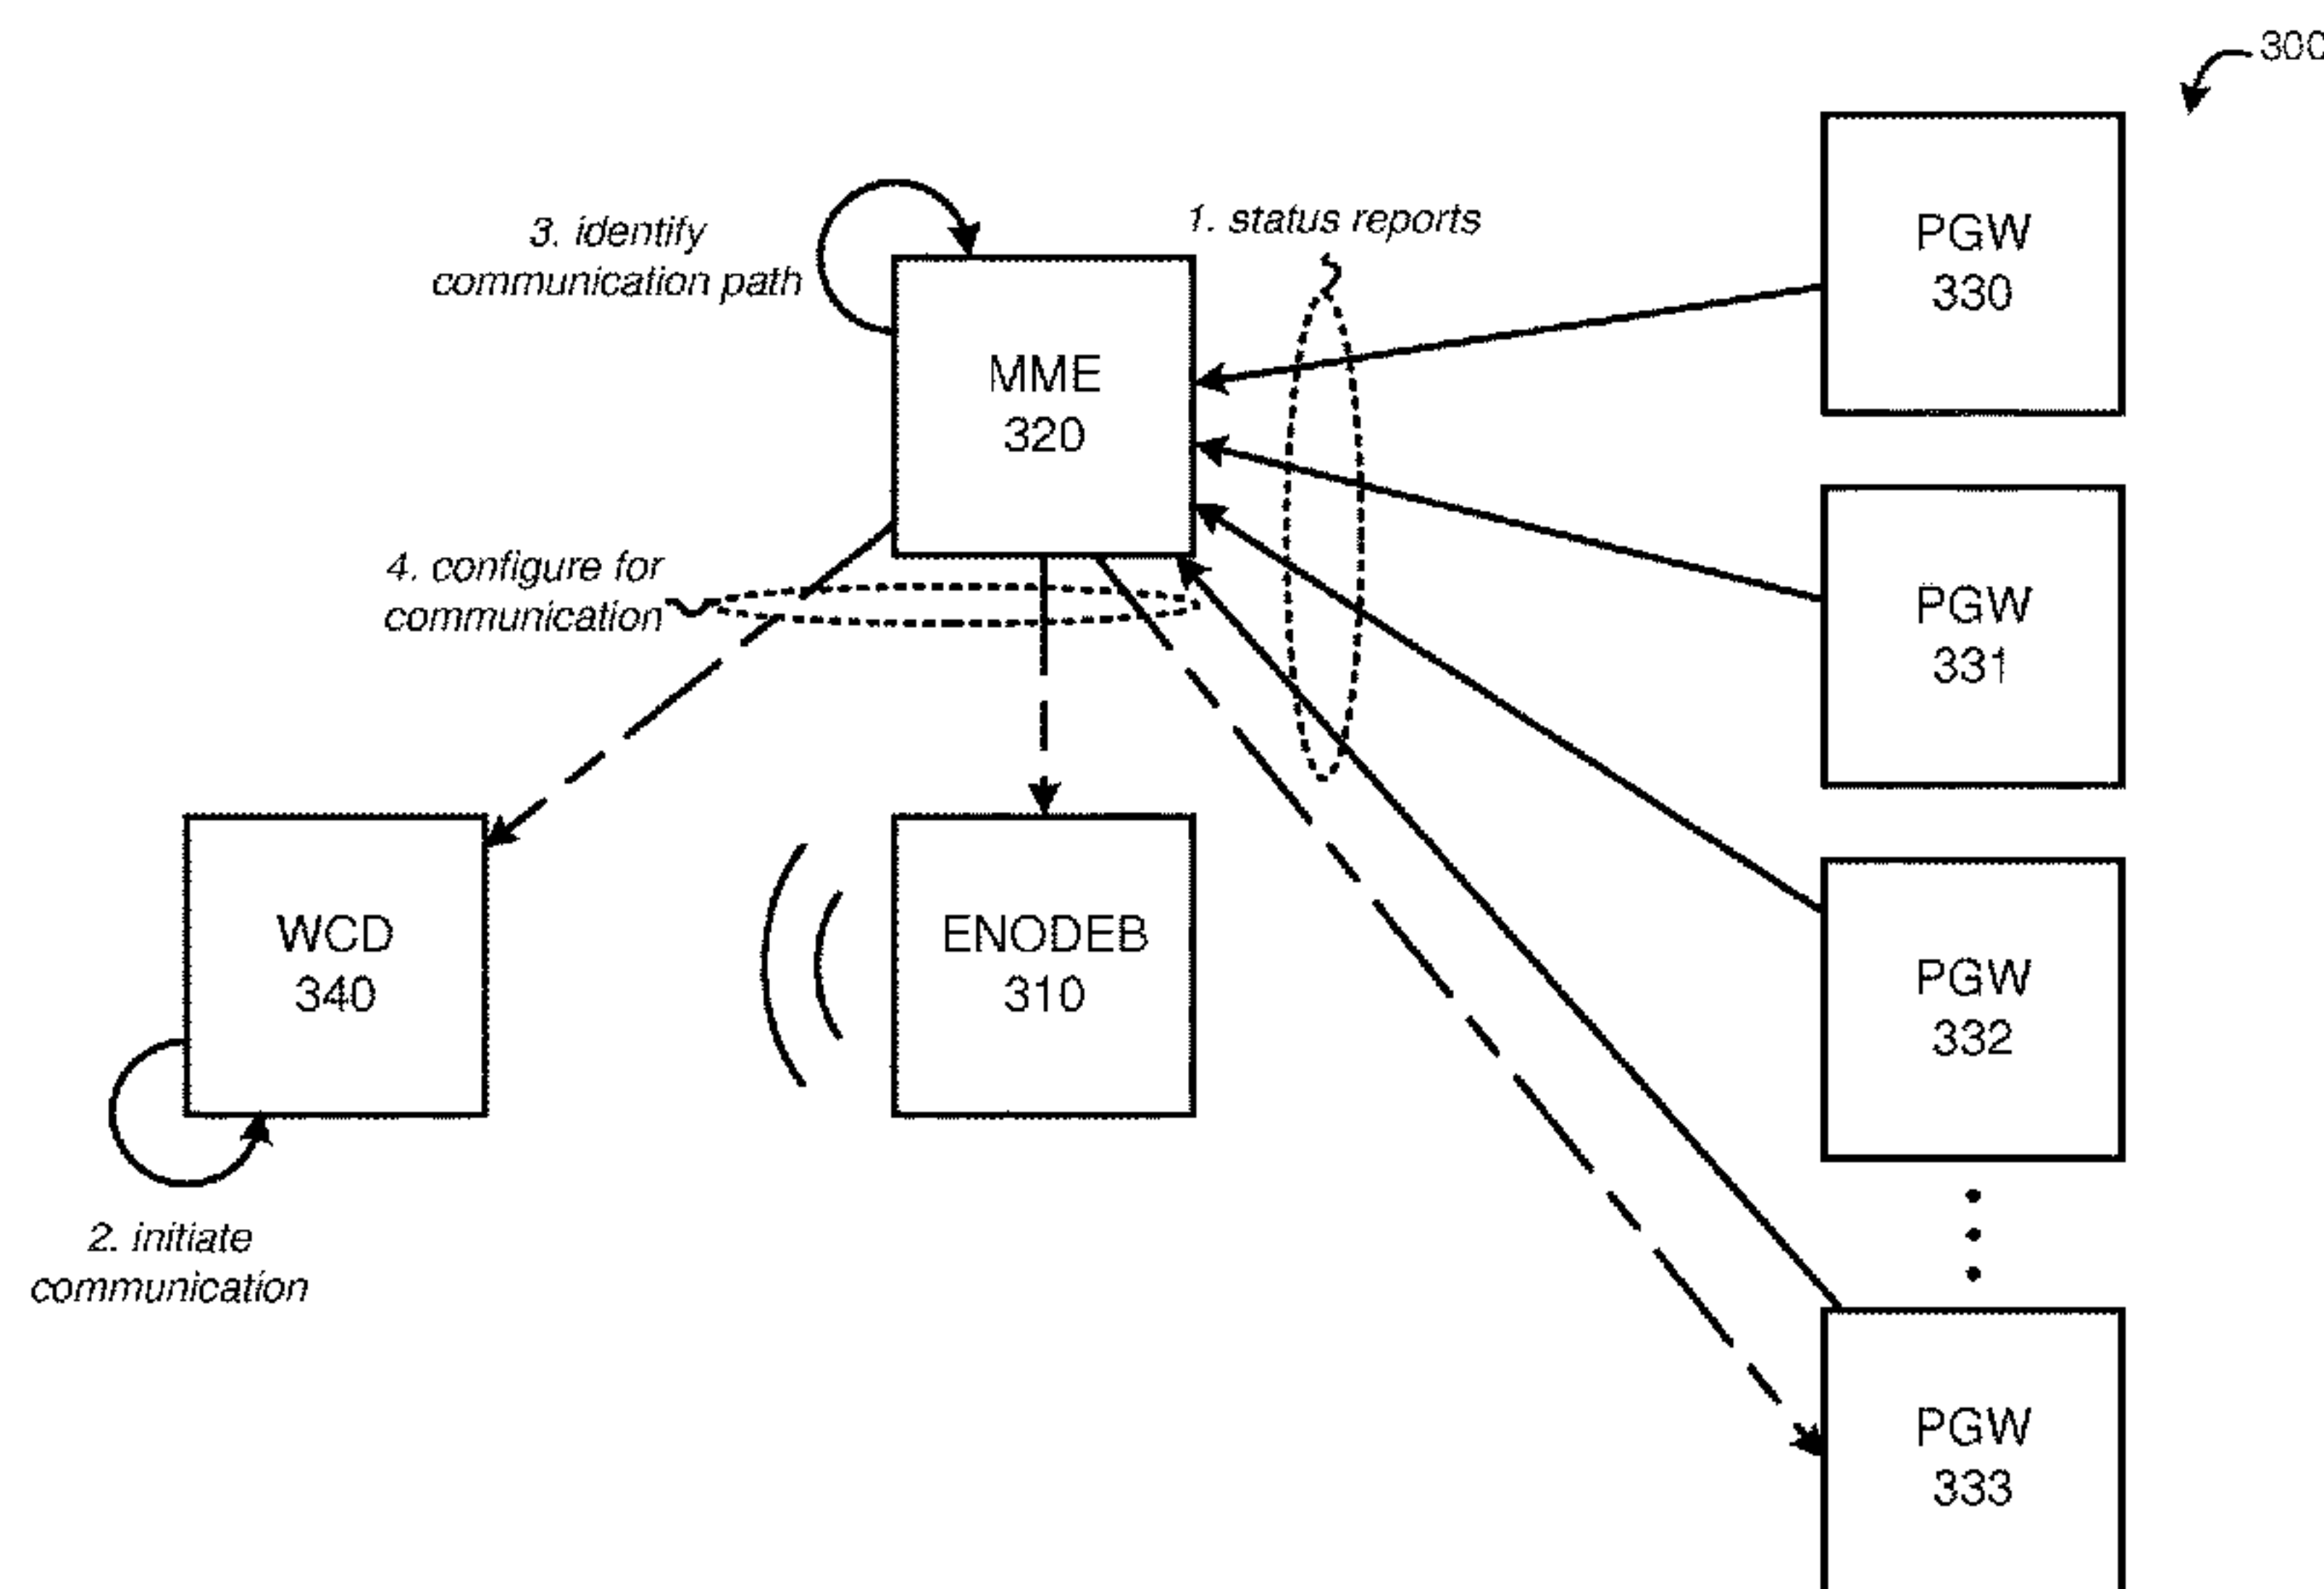 300
PGW
330
3. identify
communication path
1. status reports
MME
320
4. configure for
communication
PGW
331
WCD
340
ENODEB
310
PGW
332
2. initiate
communication
PGW
333